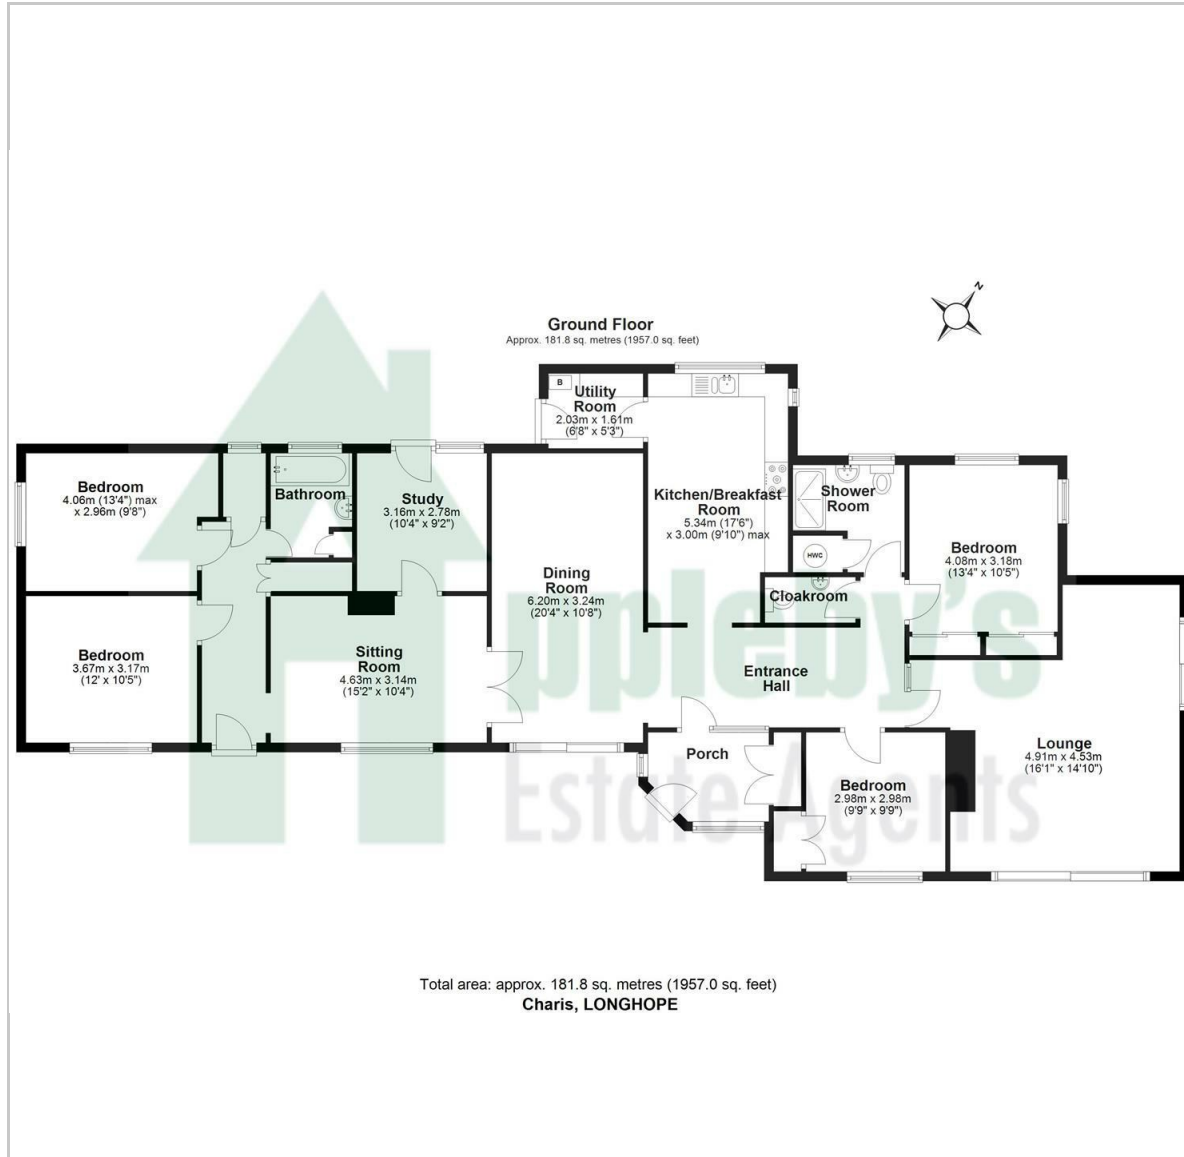 N
Ground Floor
Approx. 181.8 sq. metres (1957.0 sq. feet)
B
Utility
Room
2.03m x 1.61m
(6'8" x 5'3")
Bedroom
4.06m (13'4") max
x 2.96m (9'8")
Bathroom
Study
3.16m x 2.78m
(10'4" x 9'2")
Kitchen/Breakfast
Room
5.34m (17'6")
x 3.00m (9'10") max
Shower
Room
HWC
Bedroom
4.08m x 3.18m
(13'4" x 10'5")
Dining
Room
6.20m x 3.24m
(20'4" x 10'8")
Cloakroom
Bedroom
3.67m x 3.17m
(12' x 10'5")
Sitting
Room
4.63m x 3.14m
(15'2" x 10'4")
Entrance
Hall
Porch
Lounge
4.91m x 4.53m
(16'1" x 14'10")
Bedroom
2.98m x 2.98m
(9'9" x 9'9")
Appleby's
Estate Agents
Total area: approx. 181.8 sq. metres (1957.0 sq. feet)
Charis, LONGHOPE